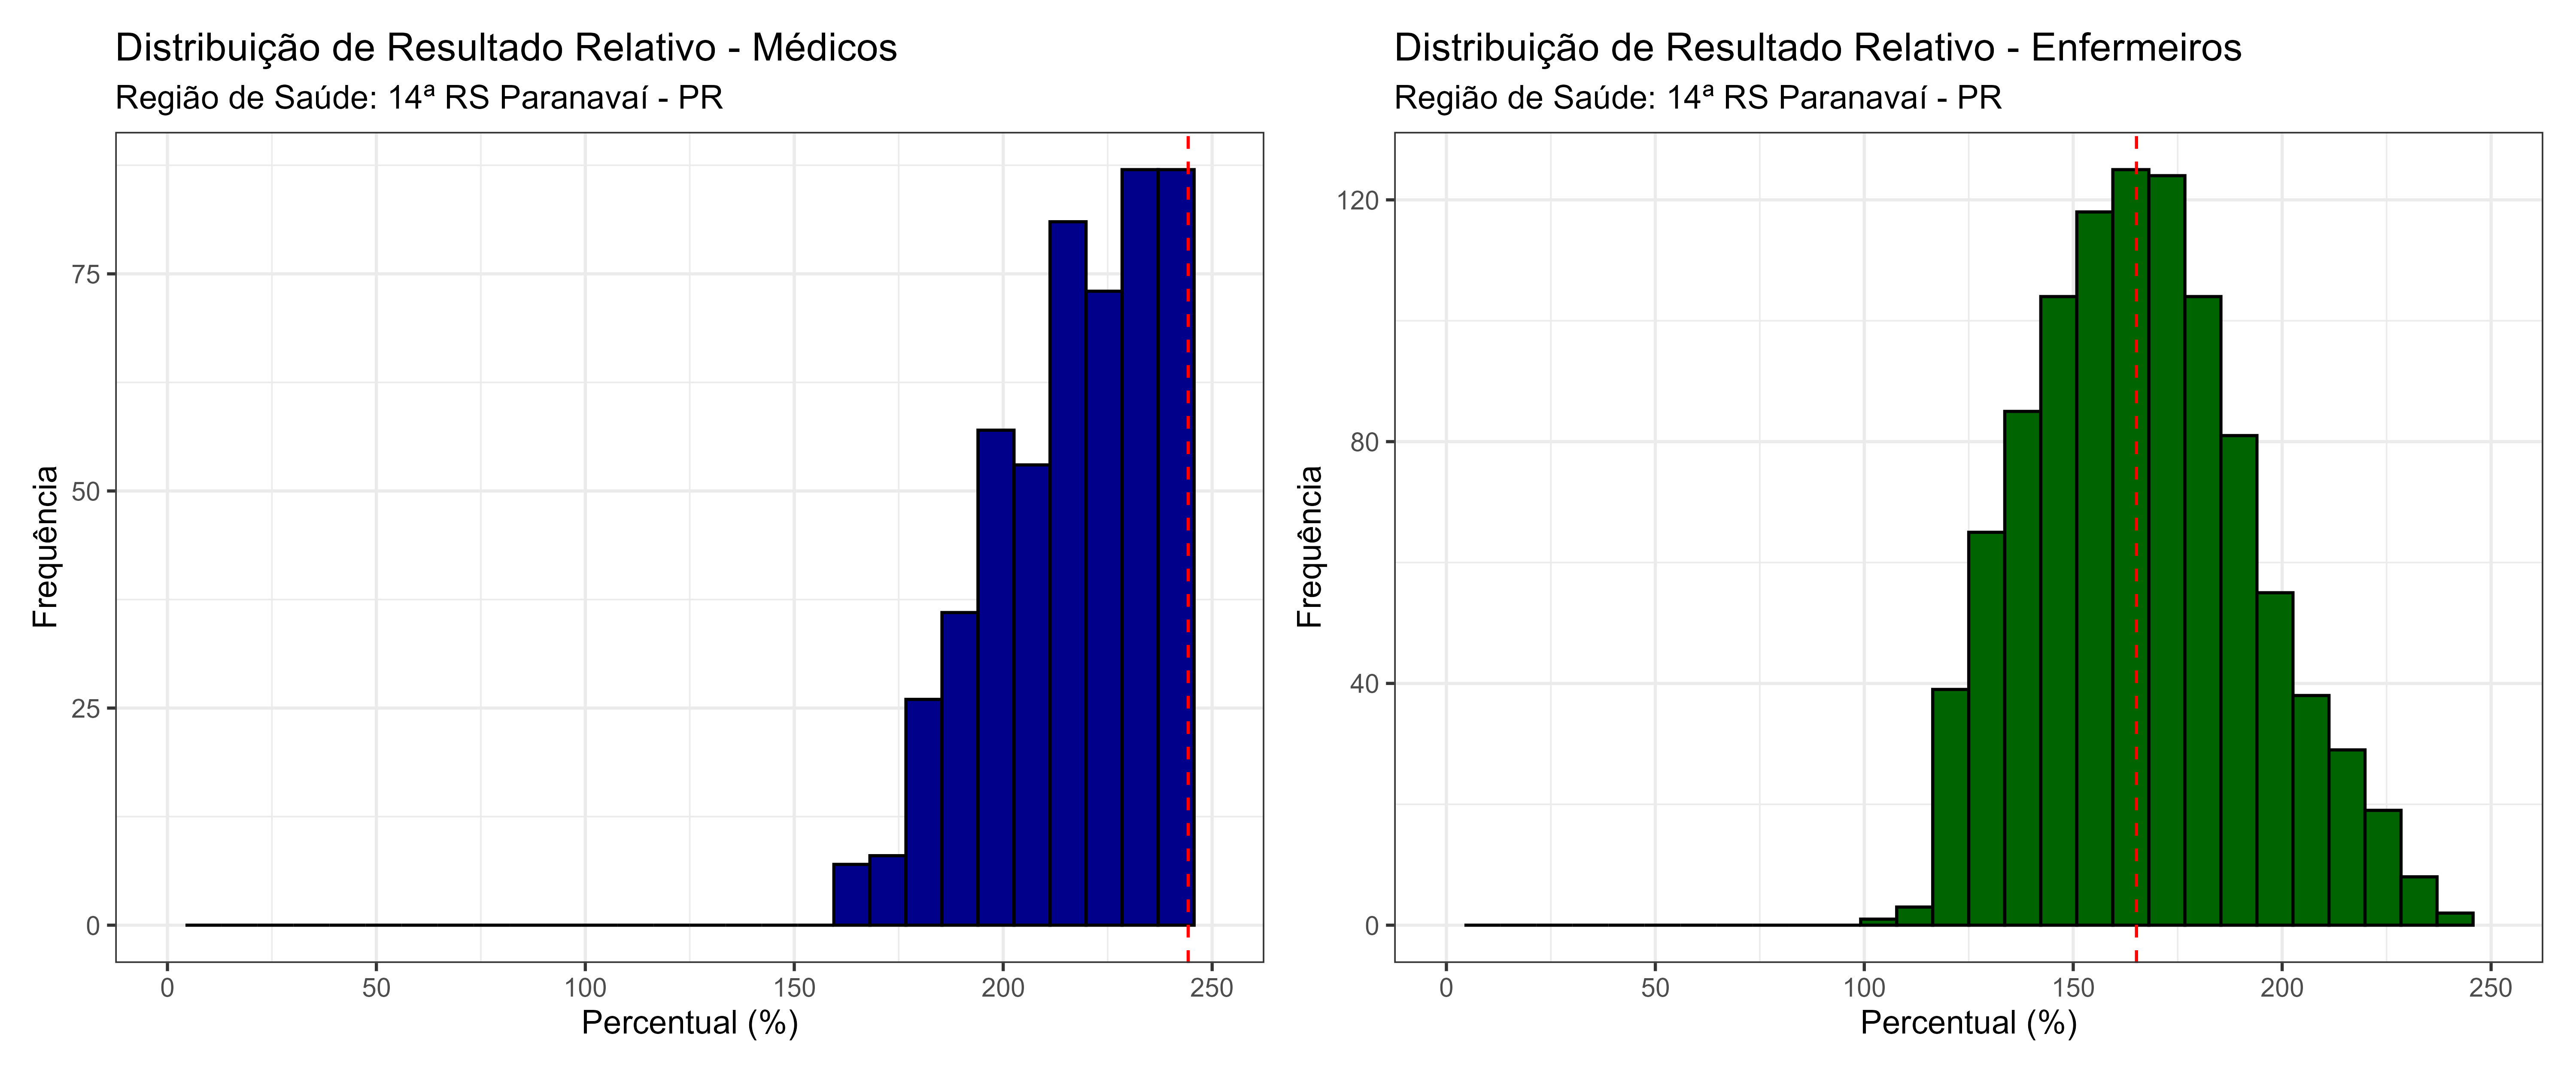 Distribuição de Resultado Relativo - Médicos
Região de Saúde: 14ª RS Paranavaí - PR
Frequência
75
50
25
0
0 50 100 150 200 250
Percentual (%)
Distribuição de Resultado Relativo - Enfermeiros
Região de Saúde: 14ª RS Paranavaí - PR
Frequência
120
80
40
0
0 50 100 150 200 250
Percentual (%)